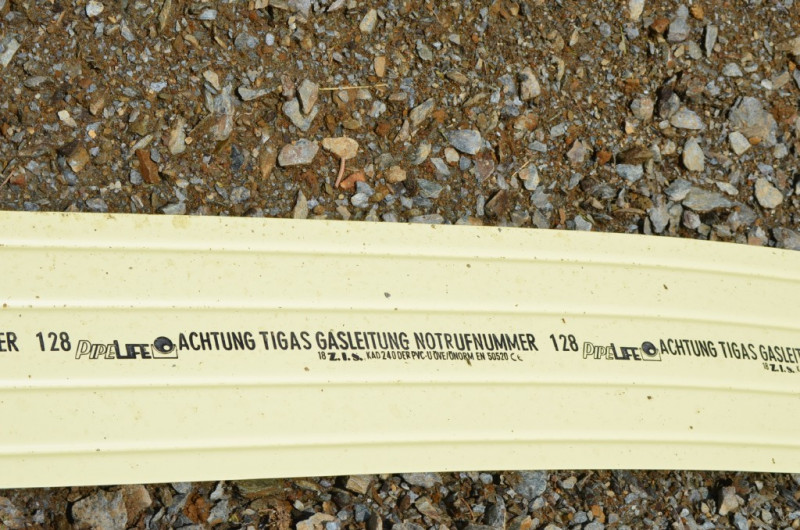 ER 128 PIPELIFE ACHTUNG TIGAS GASLEITUNG NOTRUFNUMMER 128 PIPELIFE ACHTUNG TIGAS GASLEIT
18 Z.I.S. KAD 240 DER PVC-U ÖVE/ÖNORM EN 50520 CE 18 Z.I.S.